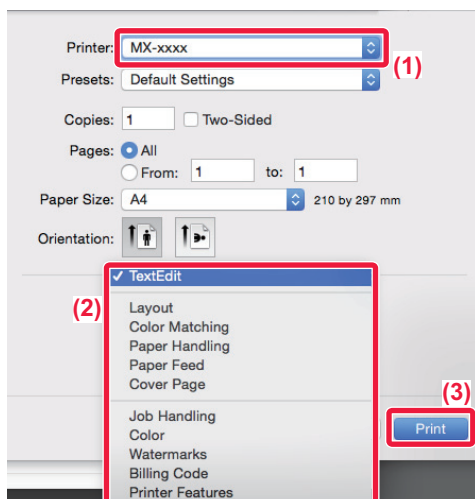 Printer: MX-xxxx
(1)
Presets: Default Settings
Copies: 1 Two-Sided
Pages: All
From: 1 to: 1
Paper Size: A4 210 by 297 mm
Orientation:
✓ TextEdit
(2)
Layout
Color Matching
Paper Handling
Paper Feed
Cover Page
(3)
Job Handling
Print
Color
Watermarks
Billing Code
Printer Features